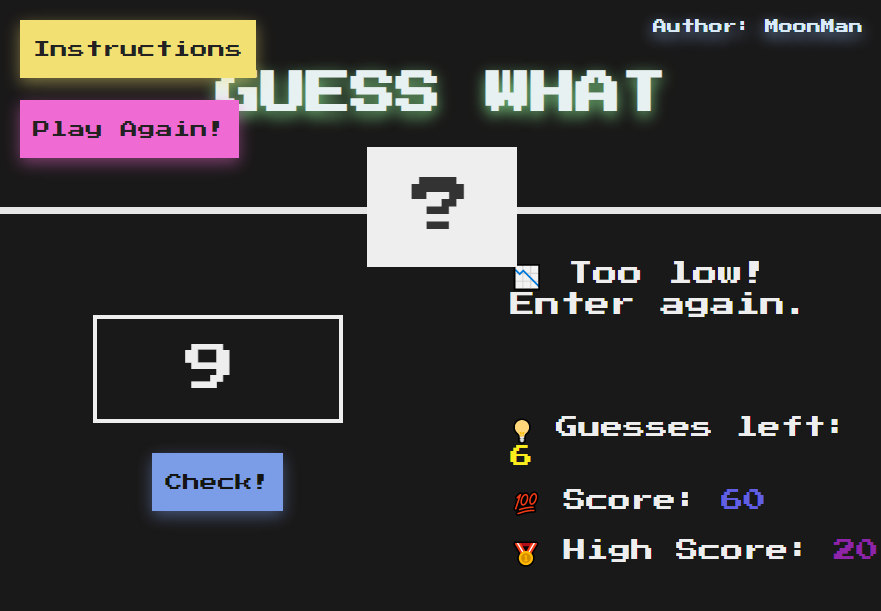 Instructions
Author: MoonMan
GUESS WHAT
Play Again!
?
📉 Too low!
Enter again.
9
💡 Guesses left:
6
Check!
💯 Score: 60
🏅 High Score: 20